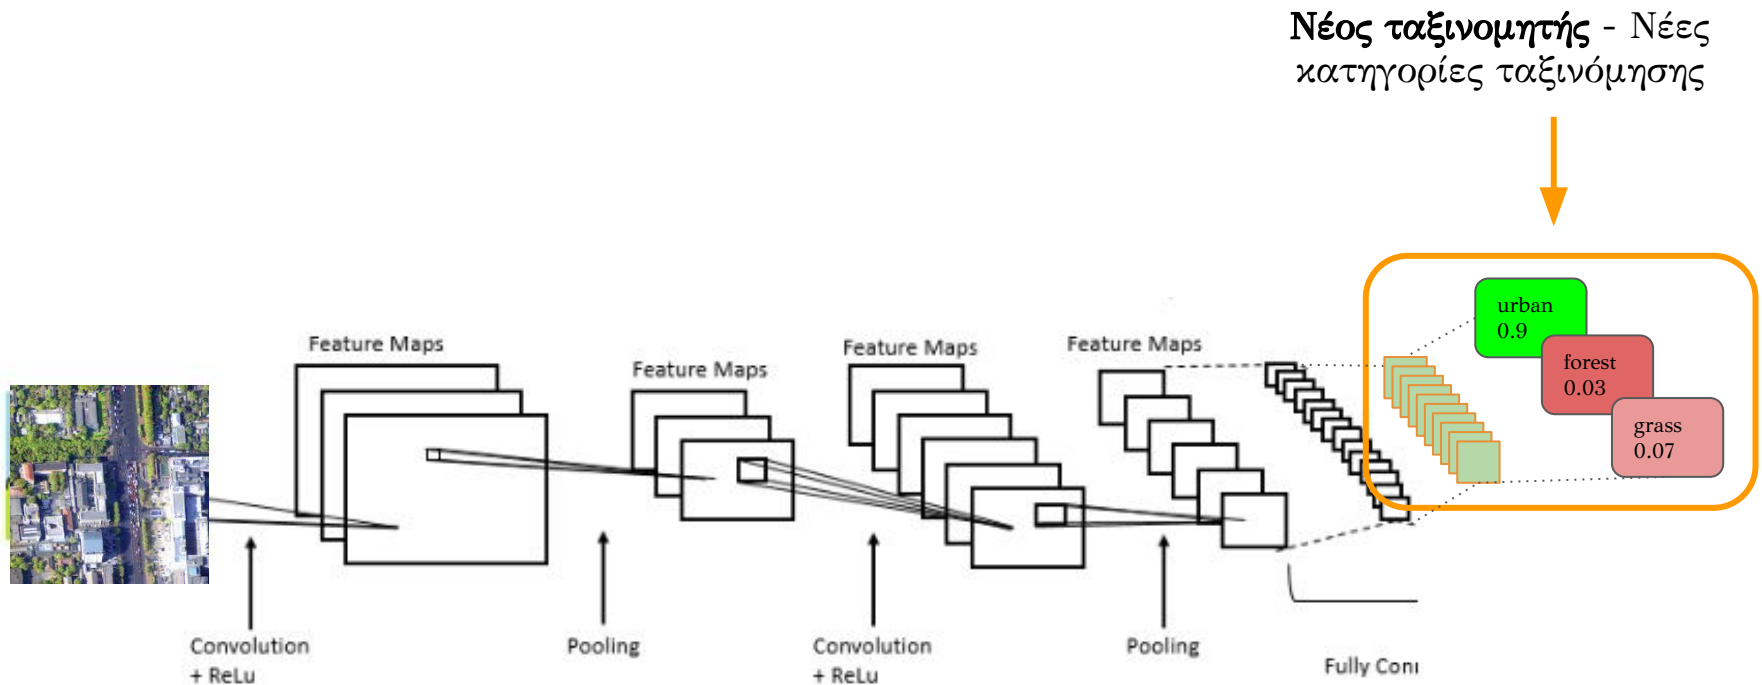 Νέος ταξινομητής - Νέες
κατηγορίες ταξινόμησης
urban
0.9
forest
0.03
grass
0.07
Feature Maps
Feature Maps
Feature Maps
Feature Maps
Convolution
+ ReLu
Pooling
Convolution
+ ReLu
Pooling
Fully